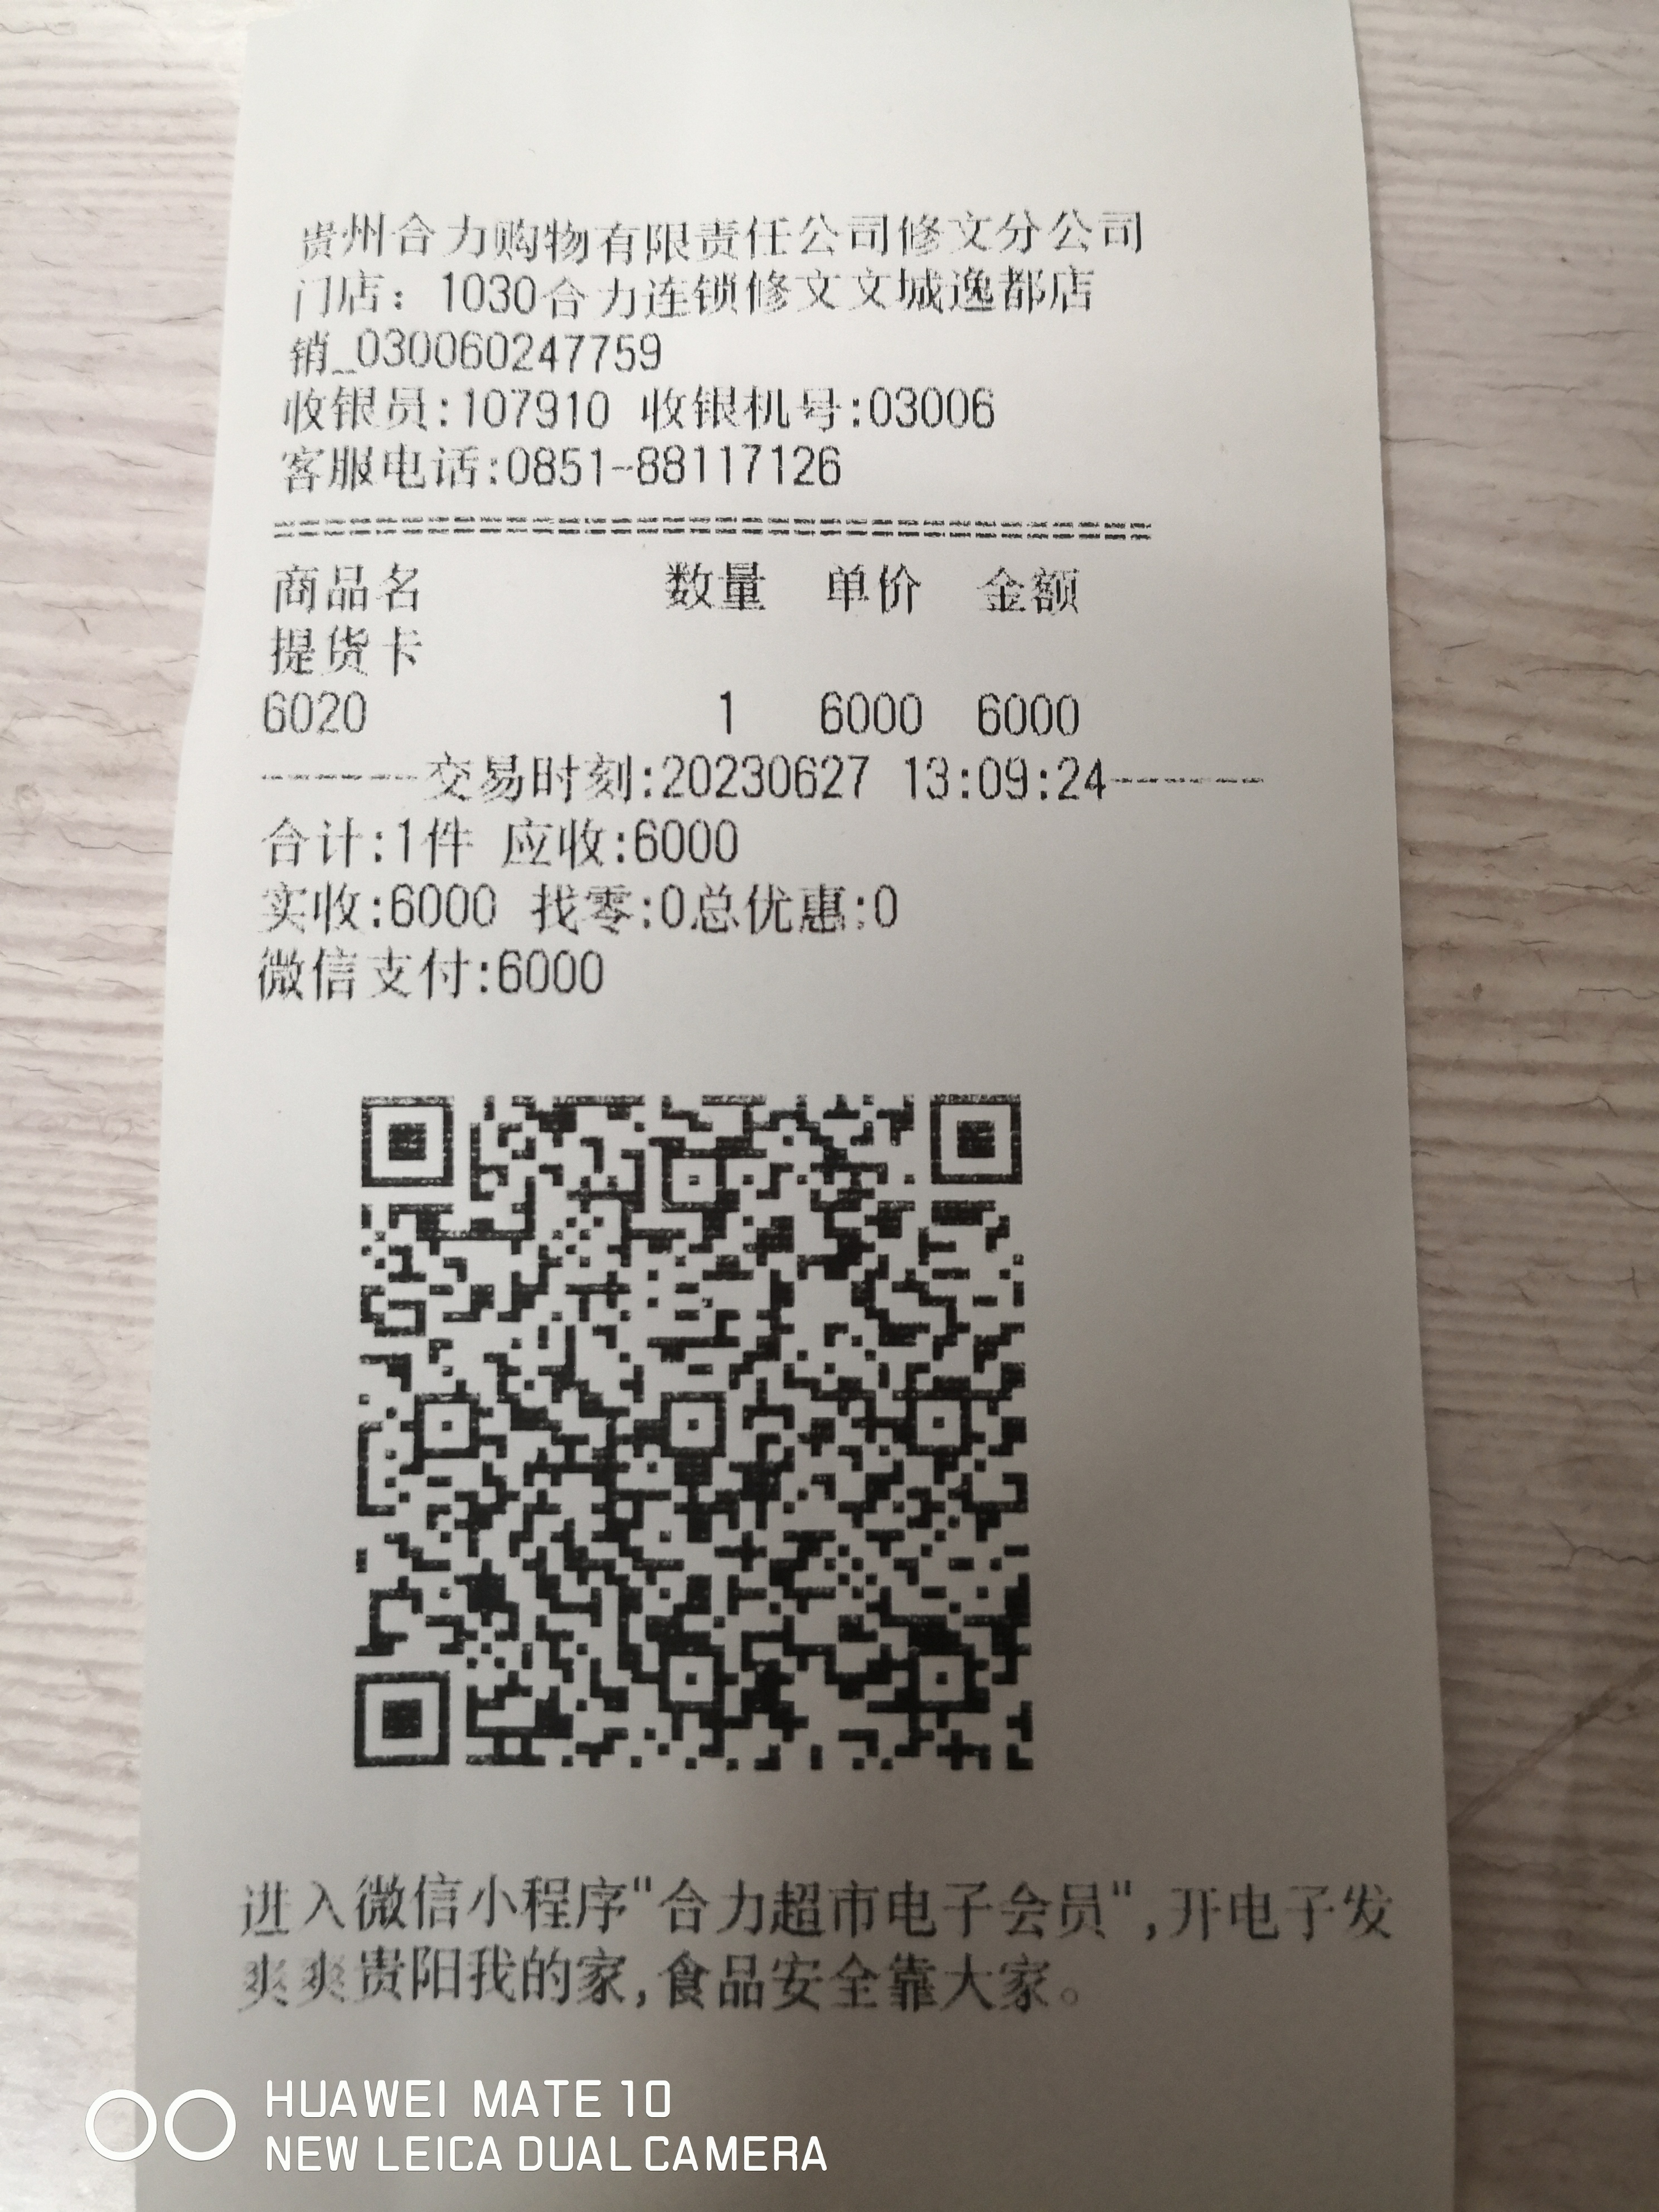 贵州合力购物有限责任公司修文分公司
门店：1030合力连锁修文文城逸都店
销_030060247759
收银员:107910 收银机号:03006
客服电话:0851-88117126
==================================
商品名 数量 单价 金额
提货卡
6020 1 6000 6000
------交易时刻:20230627 13:09:24------
合计:1件 应收:6000
实收:6000 找零:0总优惠:0
微信支付:6000
进入微信小程序"合力超市电子会员",开电子发
爽爽贵阳我的家,食品安全靠大家。
HUAWEI MATE 10
NEW LEICA DUAL CAMERA